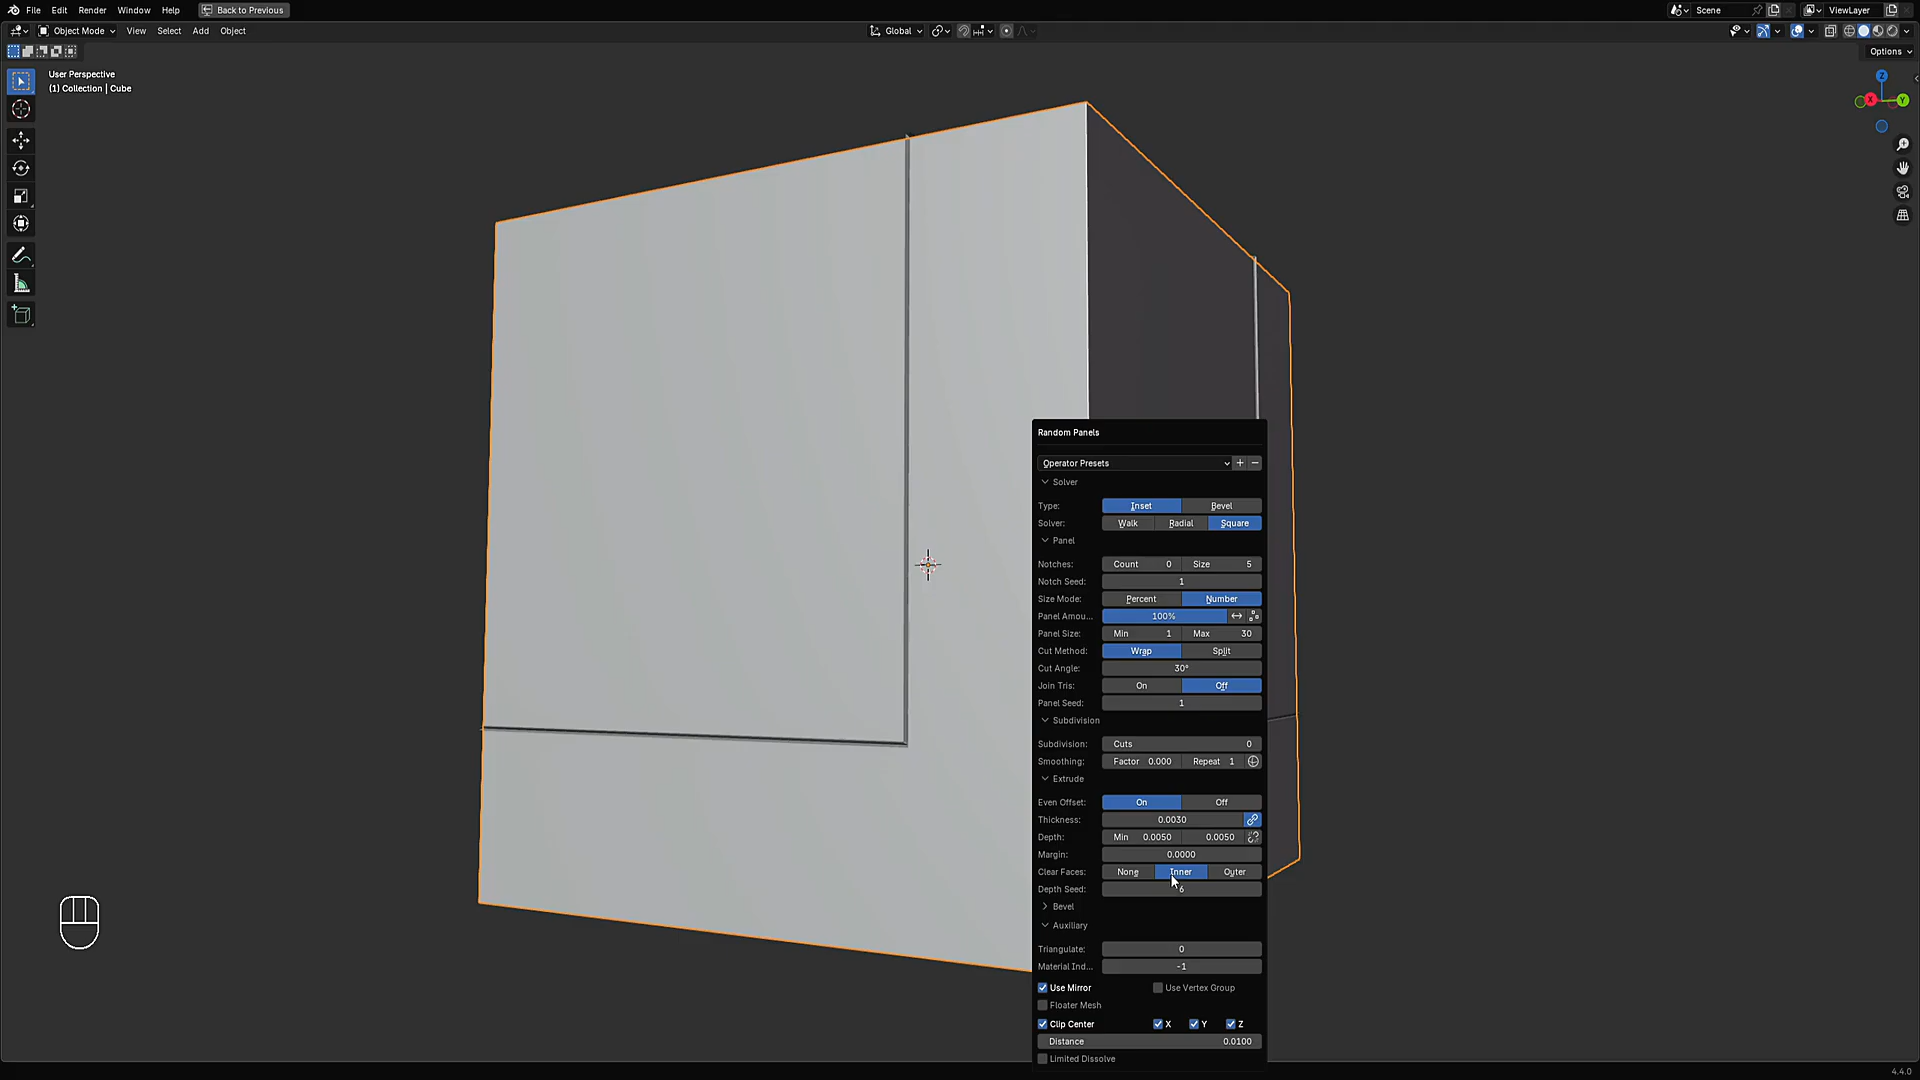 File Edit Render Window Help Back to Previous Scene ViewLayer
Object Mode View Select Add Object Global
Options
User Perspective
(1) Collection | Cube
Z
X
Y
Random Panels
Operator Presets
Solver
Type: Inset Bevel
Solver: Walk Radial Square
Panel
Notches: Count 0 Size 5
Notch Seed: 1
Size Mode: Percent Number
Panel Amou... 100%
Panel Size: Min 1 Max 30
Cut Method: Wrap Split
Cut Angle: 30°
Join Tris: On Off
Panel Seed: 1
Subdivision
Subdivision: Cuts 0
Smoothing: Factor 0.000 Repeat 1
Extrude
Even Offset: On Off
Thickness: 0.0030
Depth: Min 0.0050 0.0050
Margin: 0.0000
Clear Faces: None Inner Outer
Depth Seed: 6
Bevel
Auxiliary
Triangulate: 0
Material Ind... -1
Use Mirror Use Vertex Group
Floater Mesh
Clip Center X Y Z
Distance 0.0100
Limited Dissolve
4.4.0